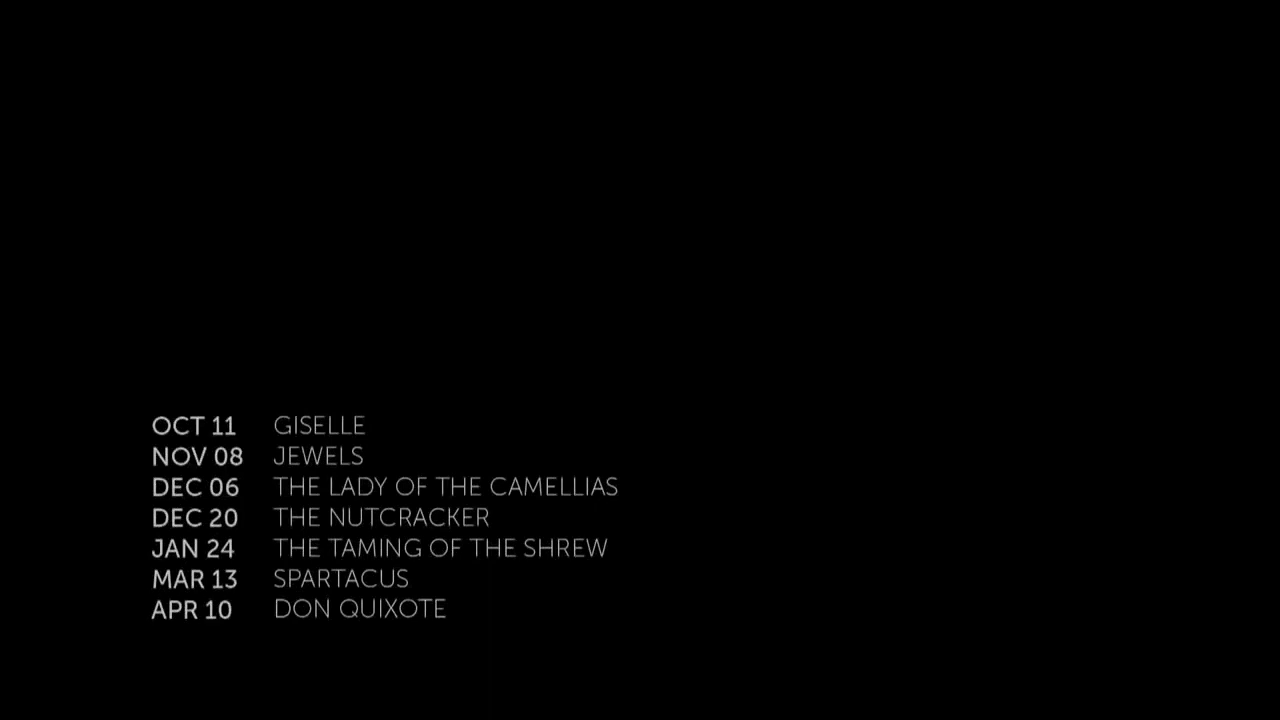 OCT 11 GISELLE
NOV 08 JEWELS
DEC 06 THE LADY OF THE CAMELLIAS
DEC 20 THE NUTCRACKER
JAN 24 THE TAMING OF THE SHREW
MAR 13 SPARTACUS
APR 10 DON QUIXOTE